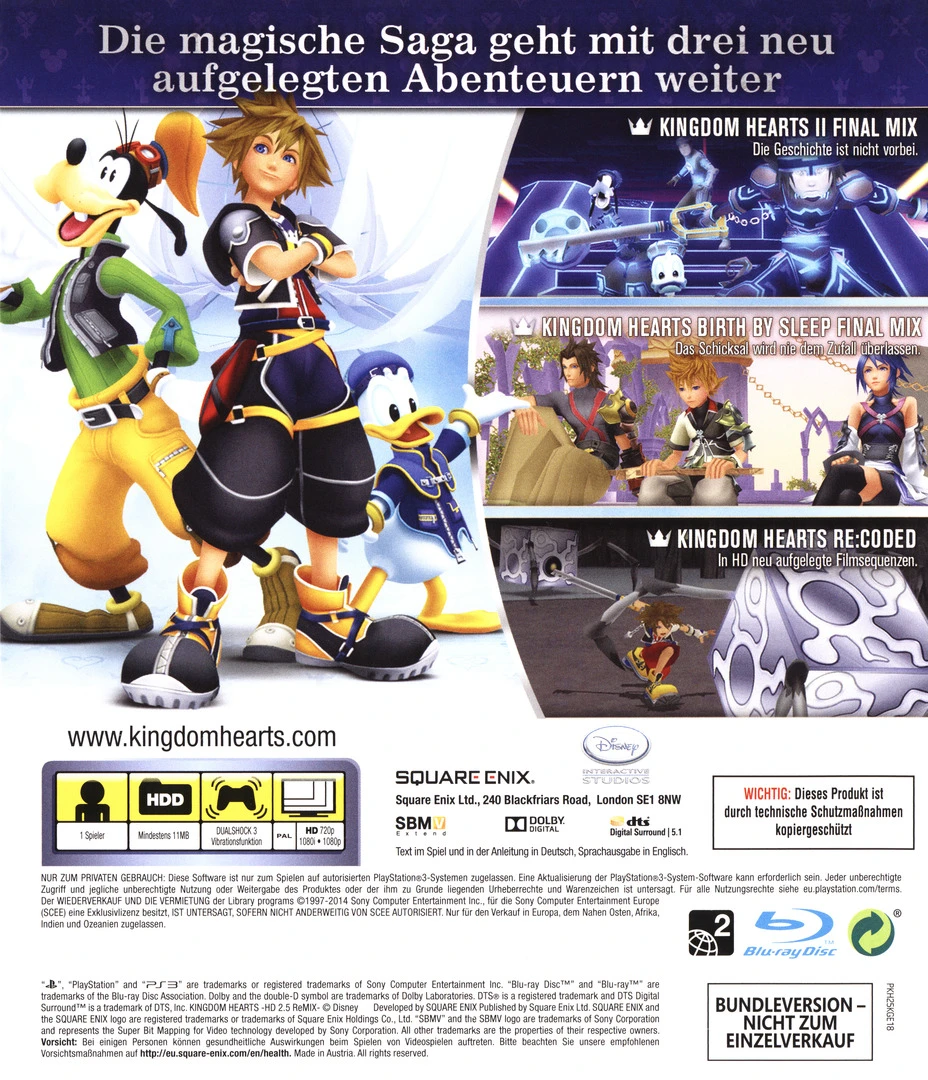 Die magische Saga geht mit drei neu
aufgelegten Abenteuern weiter
KINGDOM HEARTS II FINAL MIX
Die Geschichte ist nicht vorbei.
KINGDOM HEARTS BIRTH BY SLEEP FINAL MIX
Das Schicksal wird nie dem Zufall überlassen.
KINGDOM HEARTS RE:CODED
In HD neu aufgelegte Filmsequenzen.
www.kingdomhearts.com
1 Spieler
HDD
Mindestens 11MB
DUALSHOCK 3
Vibrationsfunktion
PAL
HD 720p
1080i • 1080p
SQUARE ENIX®
Disney
INTERACTIVE
STUDIOS
Square Enix Ltd., 240 Blackfriars Road, London SE1 8NW
SBMV
Extend
DOLBY
DIGITAL
dts
Digital Surround | 5.1
Text im Spiel und in der Anleitung in Deutsch, Sprachausgabe in Englisch.
WICHTIG: Dieses Produkt ist
durch technische Schutzmaßnahmen
kopiergeschützt
NUR ZUM PRIVATEN GEBRAUCH: Diese Software ist nur zum Spielen auf autorisierten PlayStation®3-Systemen zugelassen. Eine Aktualisierung der PlayStation®3-System-Software kann erforderlich sein. Jeder unberechtigte
Zugriff und jegliche unberechtigte Nutzung oder Weitergabe des Produktes oder der ihm zu Grunde liegenden Urheberrechte und Warenzeichen ist untersagt. Für alle Nutzungsrechte siehe eu.playstation.com/terms.
Der WIEDERVERKAUF UND DIE VERMIETUNG der Library programs ©1997-2014 Sony Computer Entertainment Inc., für die Sony Computer Entertainment Europe
(SCEE) eine Exklusivlizenz besitzt, IST UNTERSAGT, SOFERN NICHT ANDERWEITIG VON SCEE AUTORISIERT. Nur für den Verkauf in Europa, dem Nahen Osten, Afrika,
Indien und Ozeanien zugelassen.
2
Blu-ray Disc™
®
“ ”, “PlayStation” and “PS3” are trademarks or registered trademarks of Sony Computer Entertainment Inc. “Blu-ray Disc™” and “Blu-ray™” are
trademarks of the Blu-ray Disc Association. Dolby and the double-D symbol are trademarks of Dolby Laboratories. DTS® is a registered trademark and DTS Digital
Surround™ is a trademark of DTS, Inc. KINGDOM HEARTS -HD 2.5 ReMIX- © Disney Developed by SQUARE ENIX Published by Square Enix Ltd. SQUARE ENIX and
the SQUARE ENIX logo are registered trademarks or trademarks of Square Enix Holdings Co., Ltd. “SBMV” and the SBMV logo are trademarks of Sony Corporation
and represents the Super Bit Mapping for Video technology developed by Sony Corporation. All other trademarks are the properties of their respective owners.
Vorsicht: Bei einigen Personen können gesundheitliche Auswirkungen beim Spielen von Videospielen auftreten. Bitte beachten Sie unsere empfohlenen
Vorsichtsmaßnahmen auf http://eu.square-enix.com/en/health. Made in Austria. All rights reserved.
BUNDLEVERSION –
NICHT ZUM
EINZELVERKAUF
PKH25KGE18